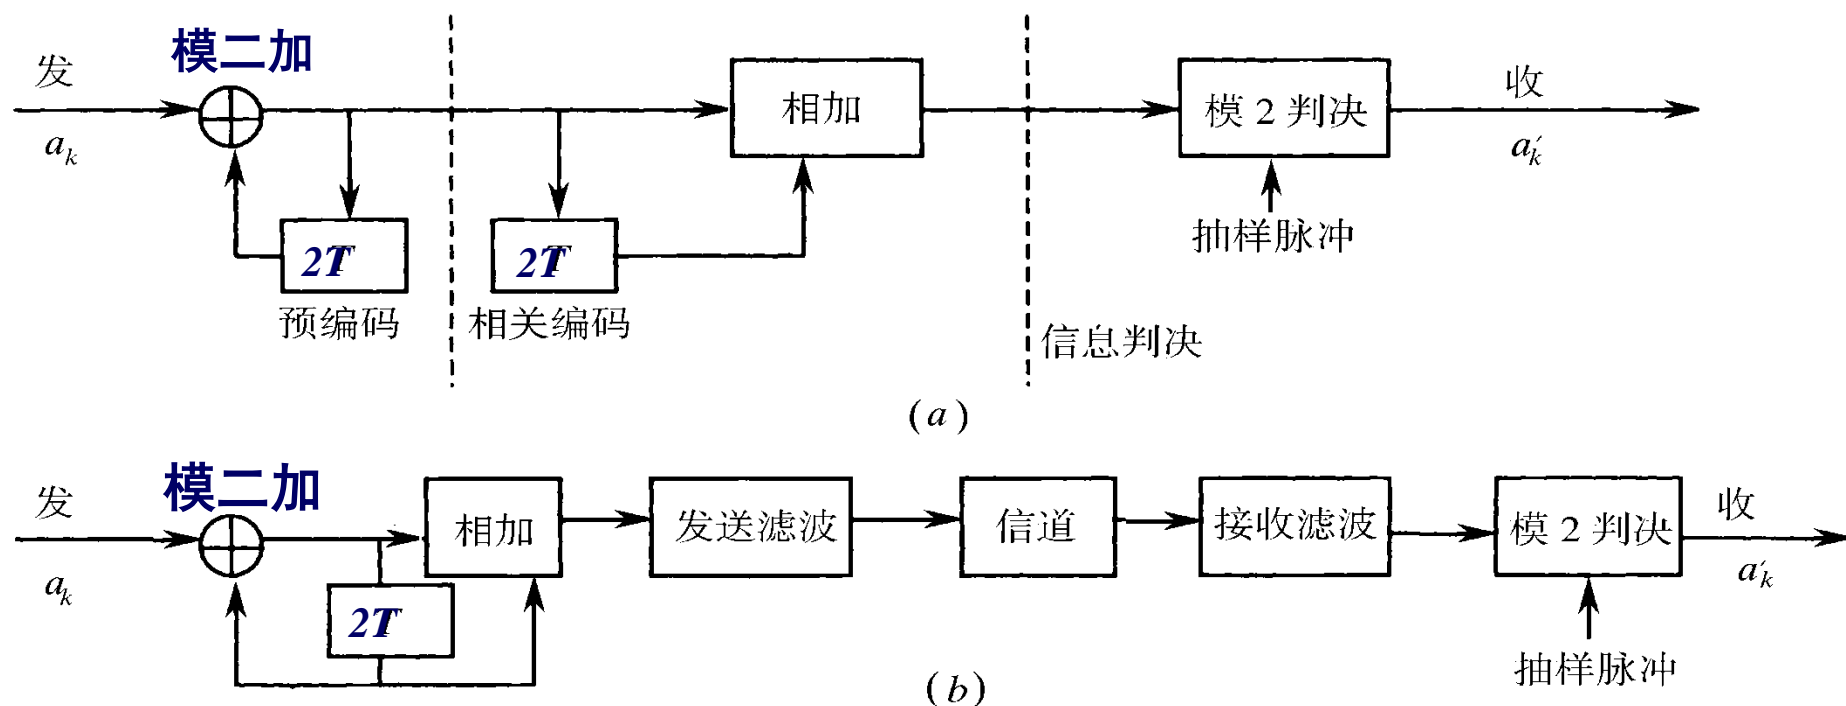 模二加
发
a_k
相加
模 2 判决
收
a'_k
抽样脉冲
2T
2T
预编码
相关编码
信息判决
(a)
模二加
发
a_k
相加
发送滤波
信道
接收滤波
模 2 判决
收
a'_k
2T
抽样脉冲
(b)